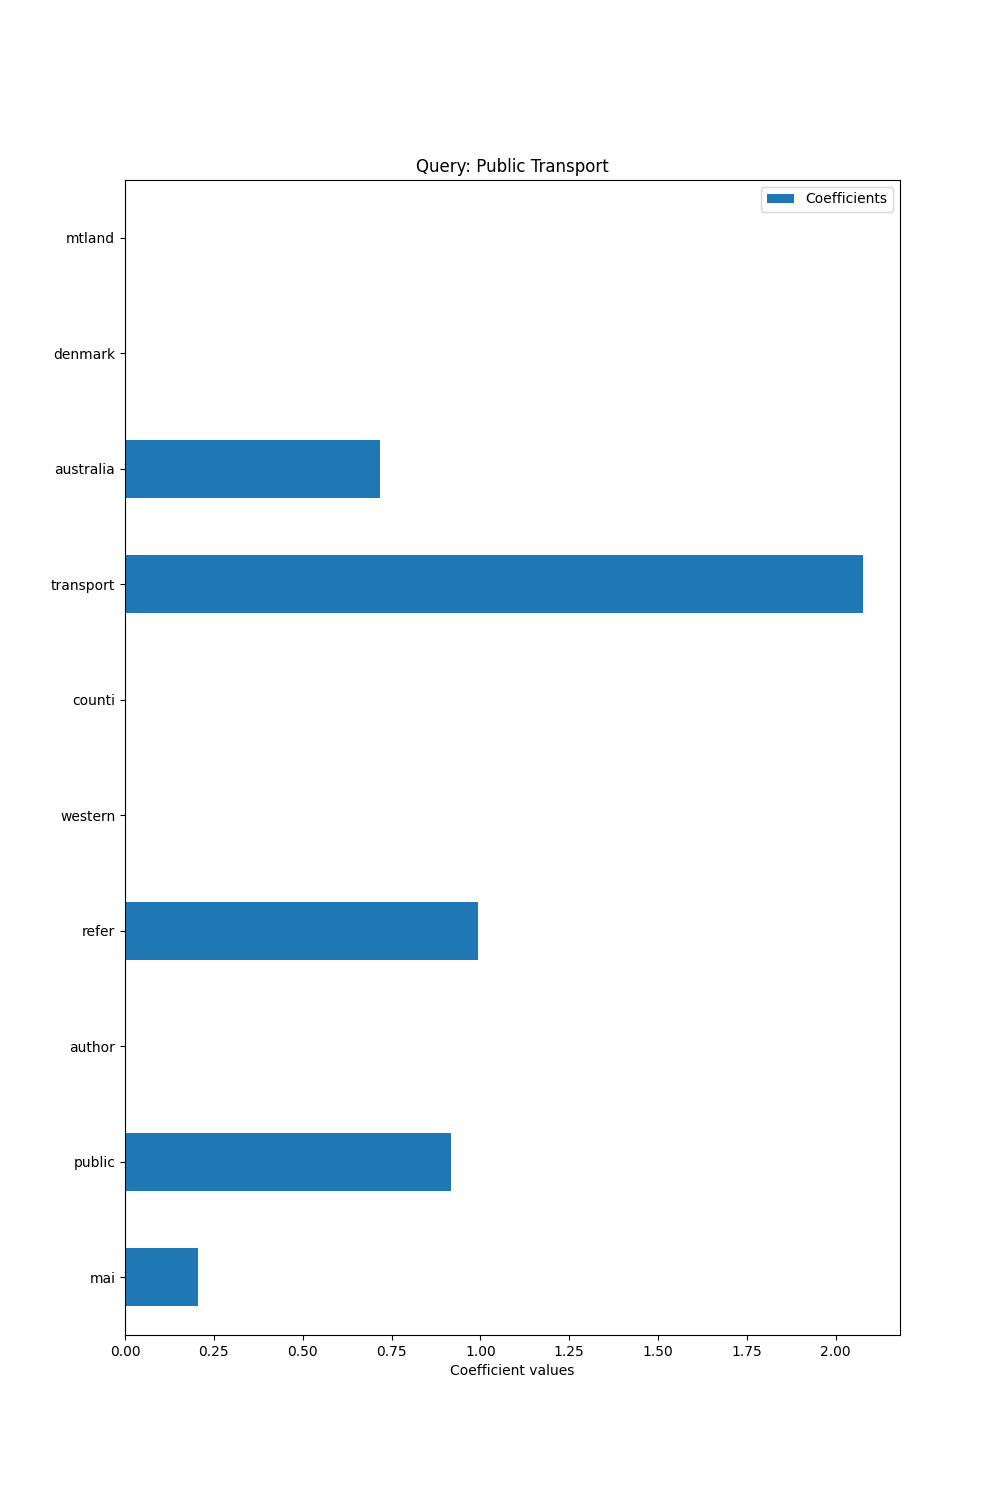 Query: Public Transport
Coefficients
mtland
denmark
australia
transport
counti
western
refer
author
public
mai
0.00 0.25 0.50 0.75 1.00 1.25 1.50 1.75 2.00
Coefficient values